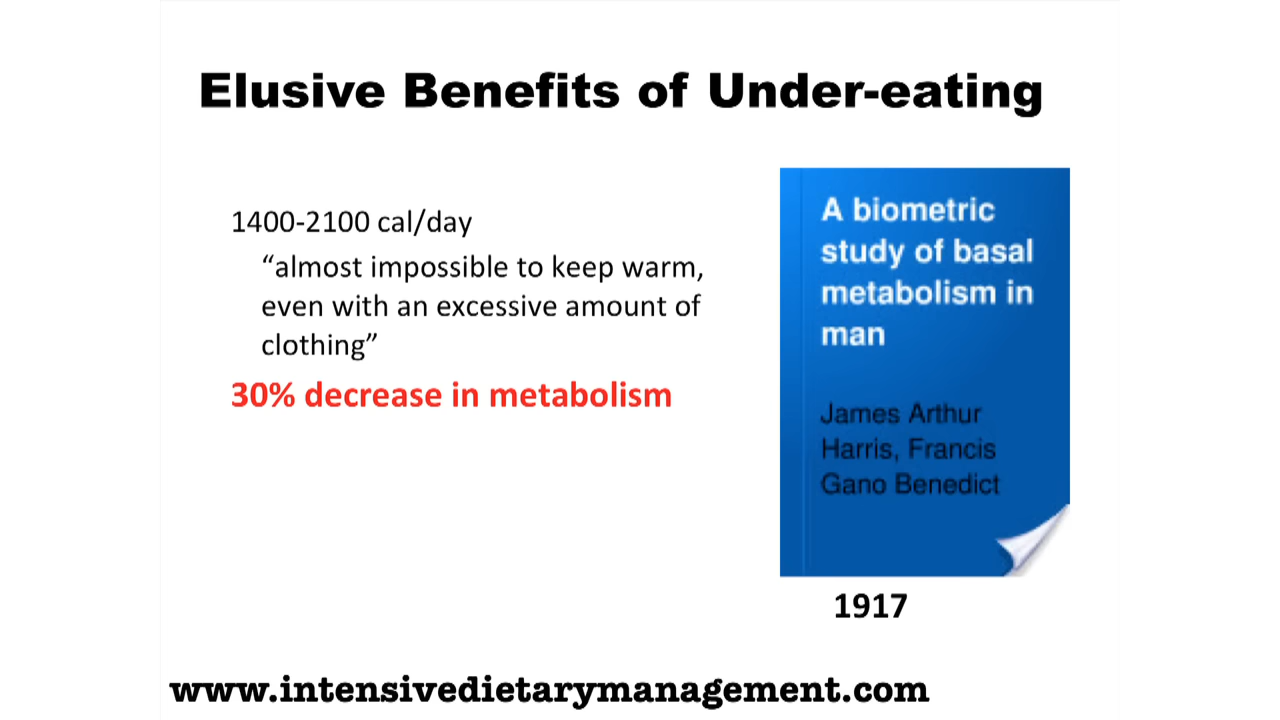 Elusive Benefits of Under-eating
1400-2100 cal/day
“almost impossible to keep warm,
even with an excessive amount of
clothing”
30% decrease in metabolism
A biometric
study of basal
metabolism in
man
James Arthur
Harris, Francis
Gano Benedict
1917
www.intensivedietarymanagement.com